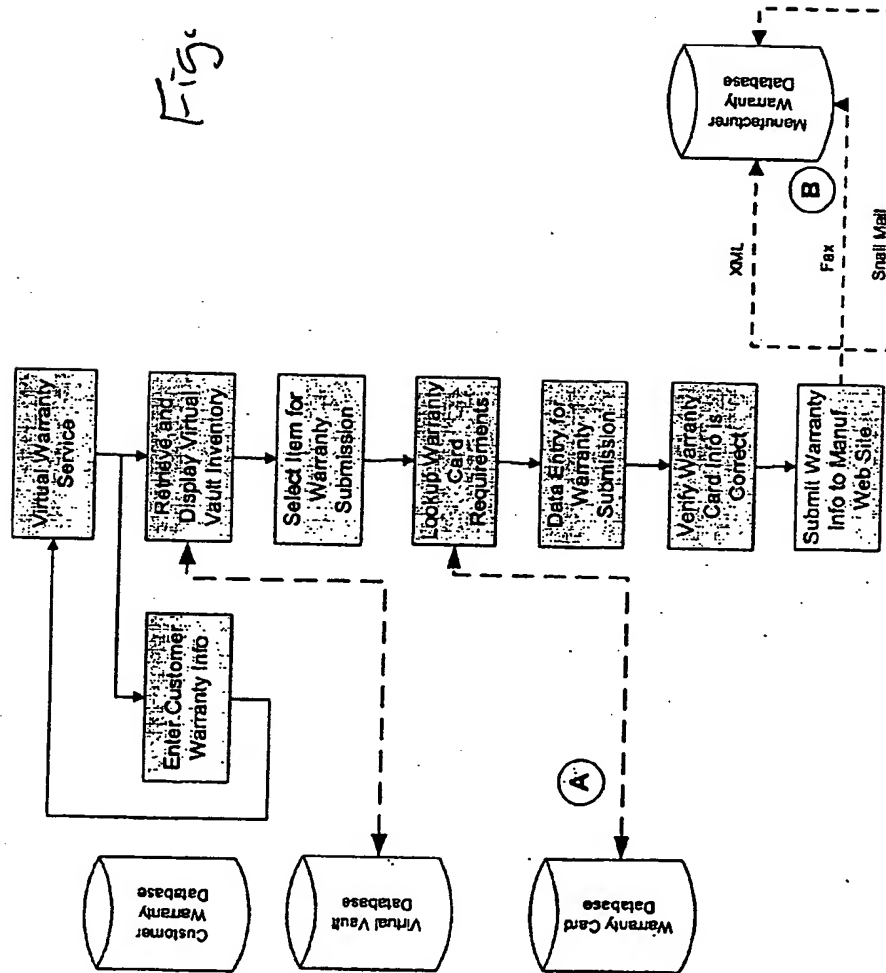 Fig.
Virtual Warranty
Service
Enter Customer
Warranty Info
Retrieve and
Display Virtual
Vault Inventory
Select Item for
Warranty
Submission
Lookup Warranty
Card
Requirements
Data Entry for
Warranty
Submission
Verify Warranty
Card Info is
Correct
Submit Warranty
Info to Manuf.
Web Site
Customer
Warranty
Database
Virtual Vault
Database
Warranty Card
Database
A
Manufacturer
Warranty
Database
B
XML
Fax
Snail Mail